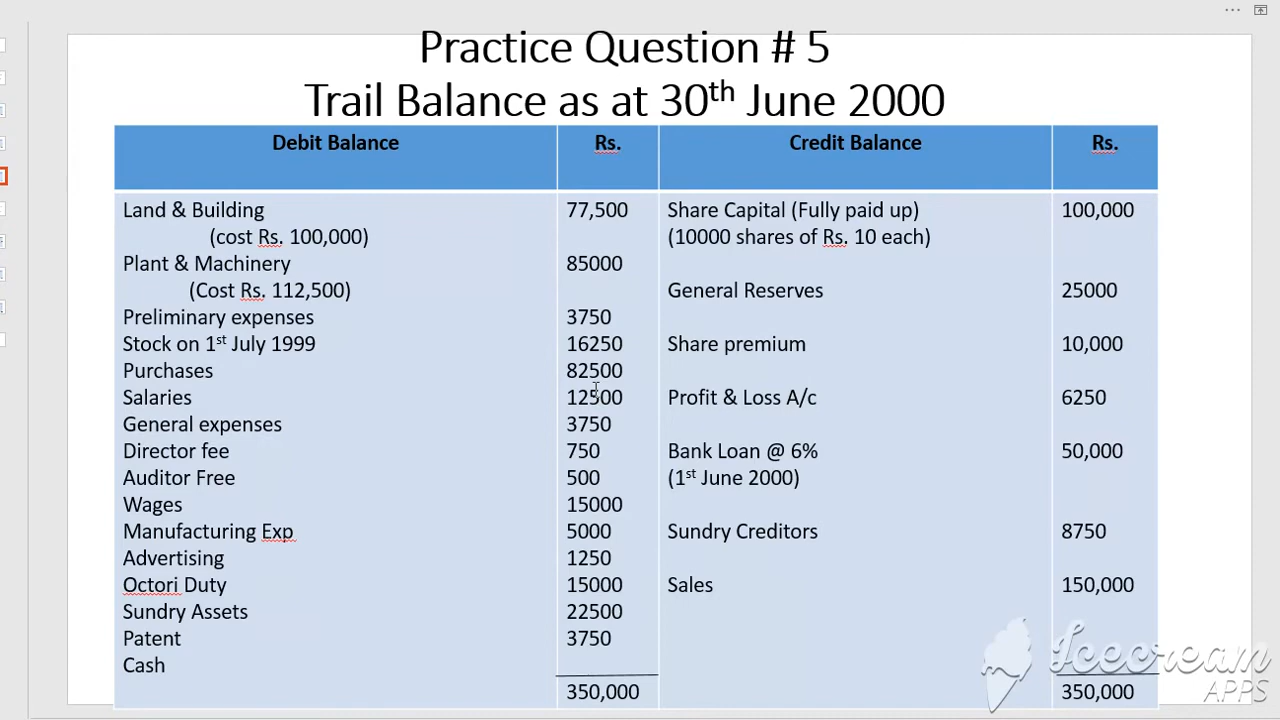 Practice Question # 5
Trail Balance as at 30th June 2000
Debit Balance Rs. Credit Balance Rs.
Land & Building 77,500 Share Capital (Fully paid up) 100,000
(cost Rs. 100,000) (10000 shares of Rs. 10 each)
Plant & Machinery 85000
(Cost Rs. 112,500) General Reserves 25000
Preliminary expenses 3750
Stock on 1st July 1999 16250 Share premium 10,000
Purchases 82500
Salaries 12500 Profit & Loss A/c 6250
General expenses 3750
Director fee 750 Bank Loan @ 6% 50,000
Auditor Free 500 (1st June 2000)
Wages 15000
Manufacturing Exp 5000 Sundry Creditors 8750
Advertising 1250
Octori Duty 15000 Sales 150,000
Sundry Assets 22500
Patent 3750
Cash
350,000 350,000
Icecream
APPS